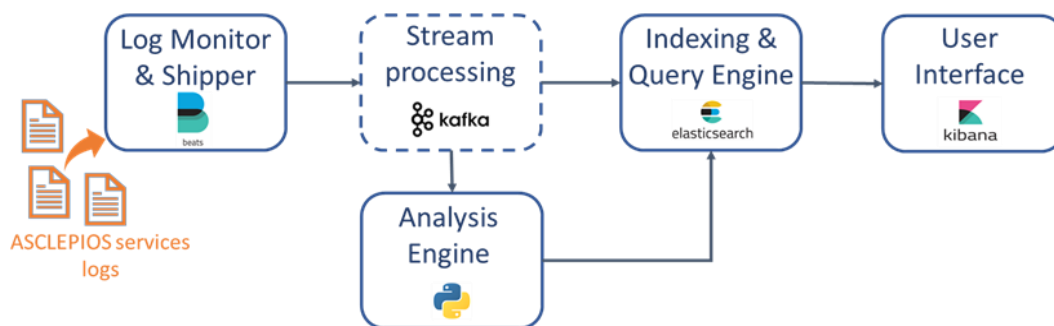 Log Monitor
& Shipper
beats
Stream
processing
kafka
Indexing &
Query Engine
elasticsearch
User
Interface
kibana
ASCLEPIOS services
logs
Analysis
Engine